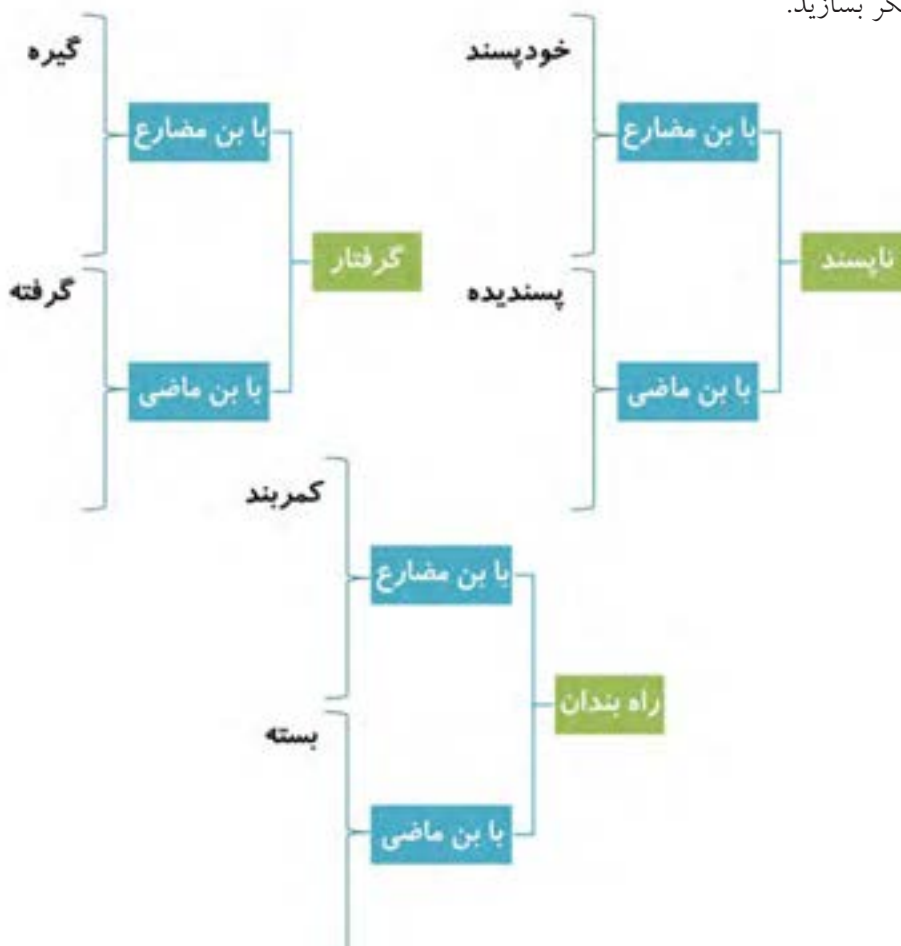 بسازید.
خودپسند
با بن مضارع
ناپسند
پسندیده
با بن ماضی
گیره
با بن مضارع
گرفتار
گرفته
با بن ماضی
کمربند
با بن مضارع
راه بندان
بسته
با بن ماضی